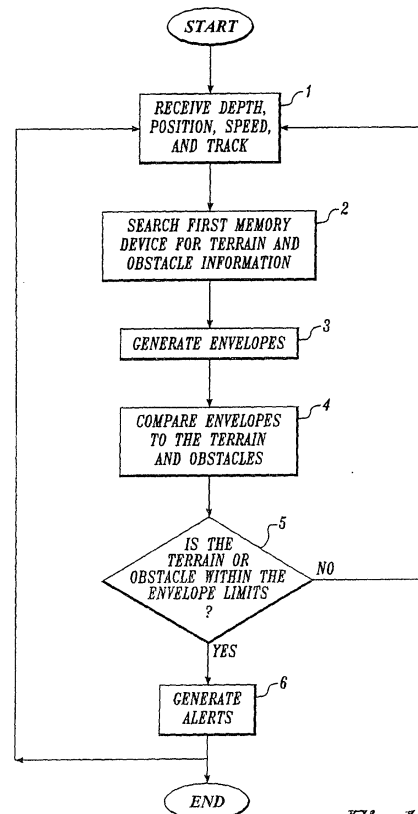 START
1
RECEIVE DEPTH,
POSITION, SPEED,
AND TRACK
2
SEARCH FIRST MEMORY
DEVICE FOR TERRAIN AND
OBSTACLE INFORMATION
3
GENERATE ENVELOPES
4
COMPARE ENVELOPES
TO THE TERRAIN
AND OBSTACLES
5
IS THE
TERRAIN OR
OBSTACLE WITHIN THE
ENVELOPE LIMITS
?
NO
YES
6
GENERATE
ALERTS
END